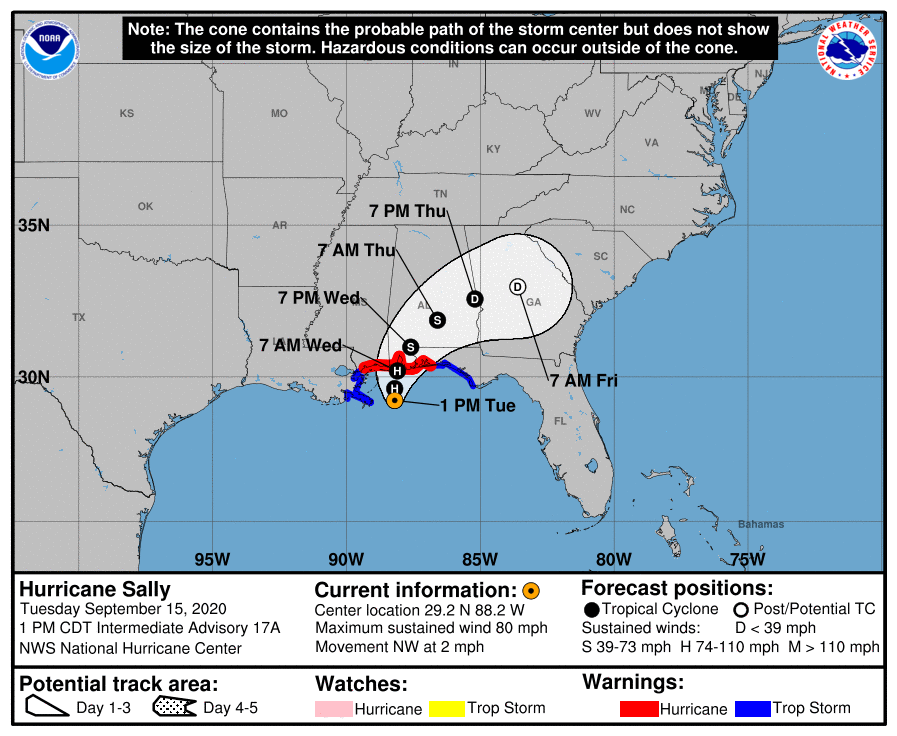 Note: The cone contains the probable path of the storm center but does not show
the size of the storm. Hazardous conditions can occur outside of the cone.
NOAA
NATIONAL WEATHER SERVICE
IN
NJ
DE
KS
MO
WV
KY
VA
OK
TN
NC
7 PM Thu
35N
AR
7 AM Thu
SC
D
D
7 PM Wed
MS
AL
GA
TX
S
LA
7 AM Wed
S
30N
H
7 AM Fri
H
1 PM Tue
FL
Bahamas
95W
90W
85W
80W
75W
Hurricane Sally
Tuesday September 15, 2020
1 PM CDT Intermediate Advisory 17A
NWS National Hurricane Center
Current information:
Center location 29.2 N 88.2 W
Maximum sustained wind 80 mph
Movement NW at 2 mph
Forecast positions:
Tropical Cyclone Post/Potential TC
Sustained winds: D < 39 mph
S 39-73 mph H 74-110 mph M > 110 mph
Potential track area:
Day 1-3 Day 4-5
Watches:
Hurricane Trop Storm
Warnings:
Hurricane Trop Storm